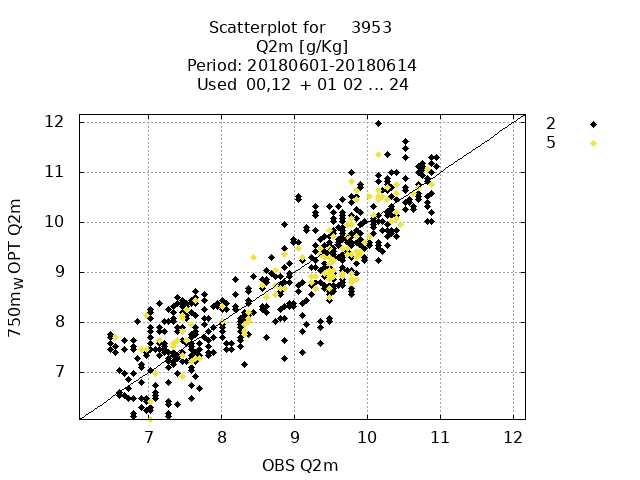 Scatterplot for 3953
Q2m [g/Kg]
Period: 20180601-20180614
Used 00,12 + 01 02 ... 24
2
5
12
11
10
9
8
7
750mW OPT Q2m
7 8 9 10 11 12
OBS Q2m